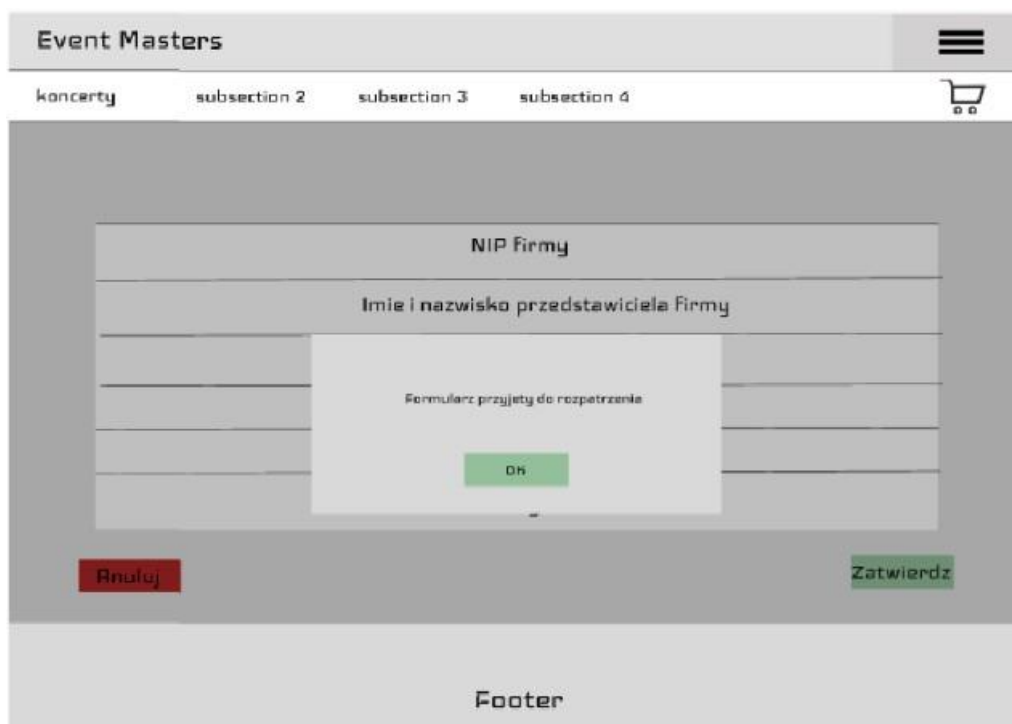 Event Masters
koncerty subsection 2 subsection 3 subsection 4
NIP firmy
Imie i nazwisko przedstawiciela firmy
Formularz przyjety do rozpatrzenia
OK
Anuluj
Zatwierdz
Footer